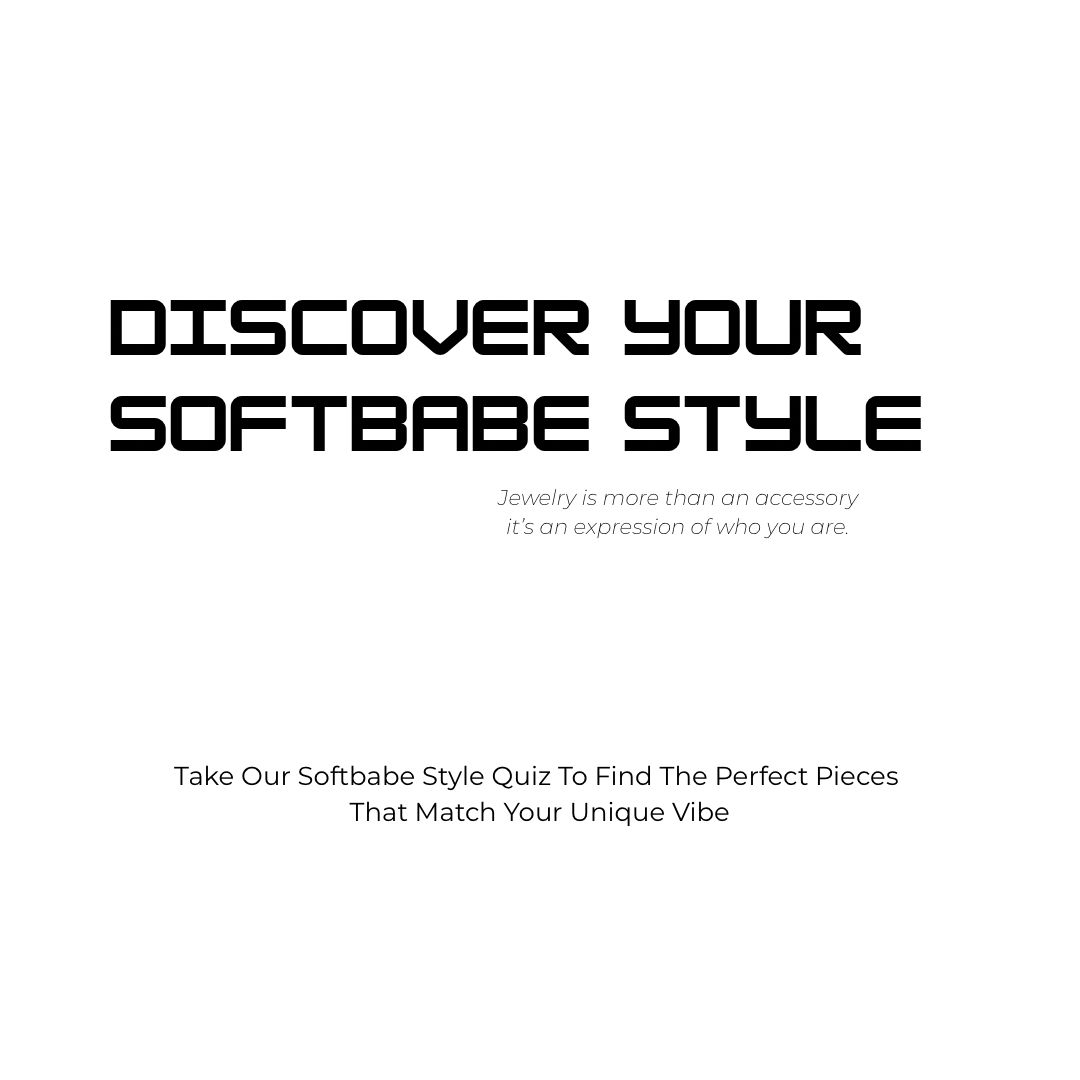 DISCOVER YOUR
SOFTBABE STYLE
Jewelry is more than an accessory
it's an expression of who you are.
Take Our Softbabe Style Quiz To Find The Perfect Pieces
That Match Your Unique Vibe